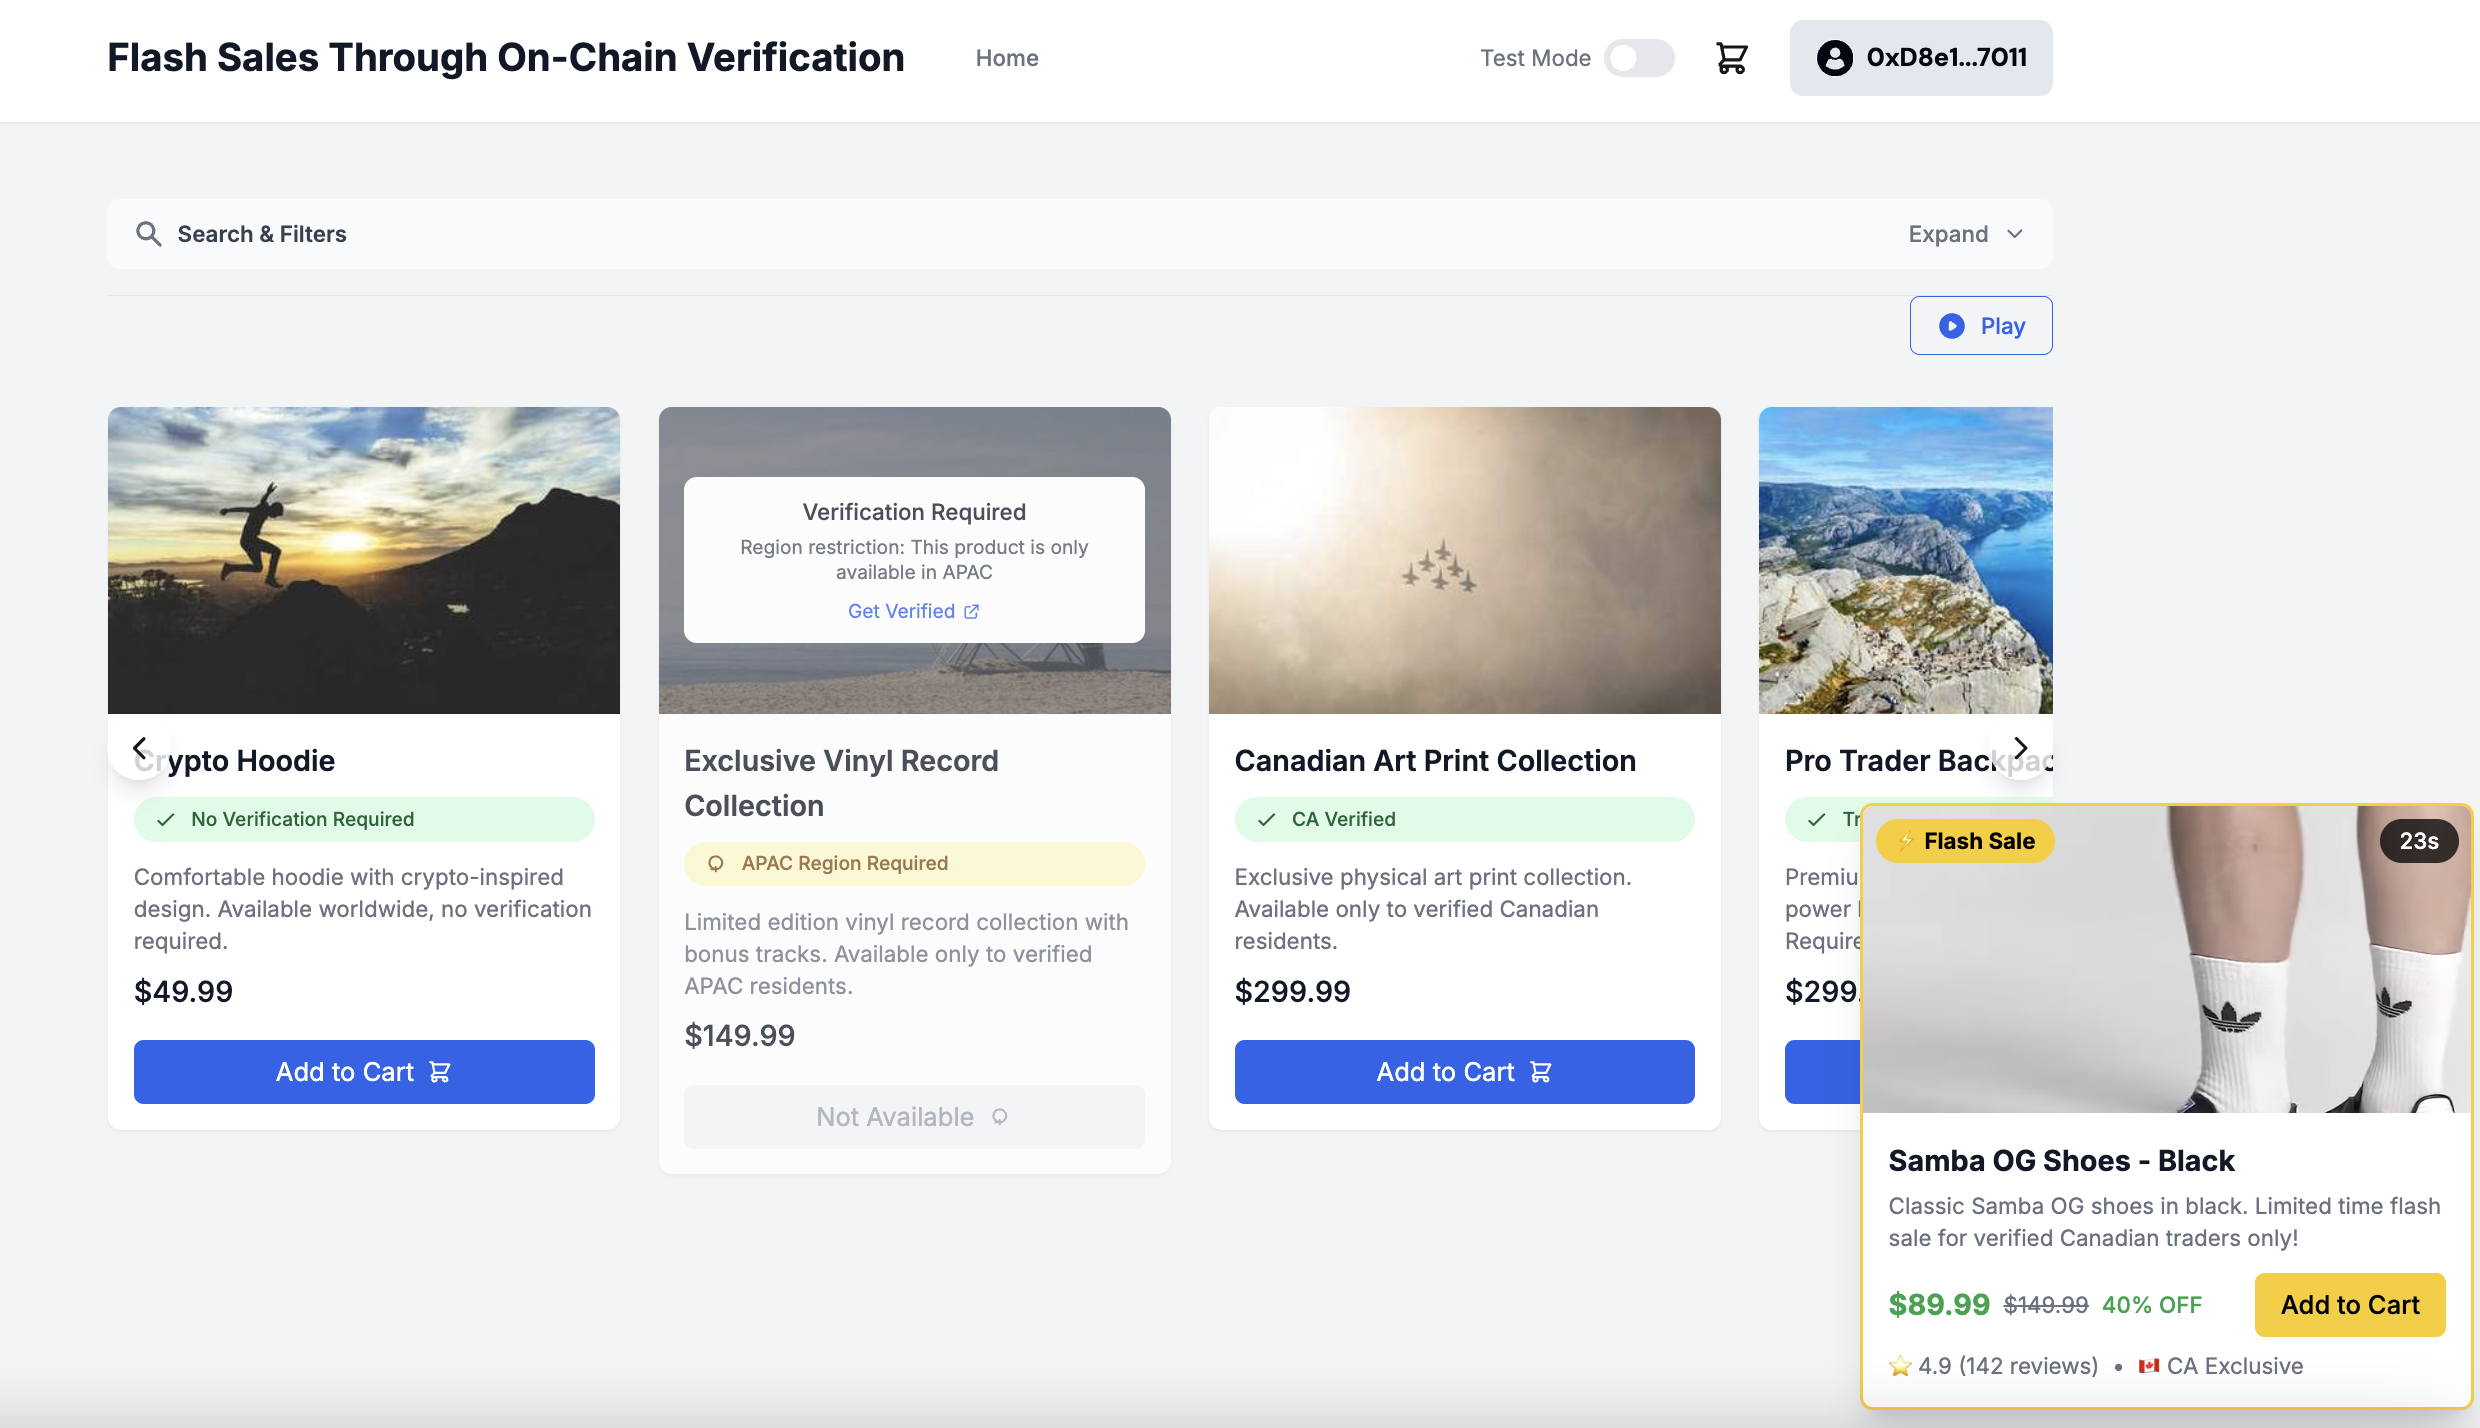 Flash Sales Through On-Chain Verification
Home
Test Mode
0xD8e1...7011
Search & Filters
Expand
Play
Crypto Hoodie
No Verification Required
Comfortable hoodie with crypto-inspired
design. Available worldwide, no verification
required.
$49.99
Add to Cart
Verification Required
Region restriction: This product is only
available in APAC
Get Verified
Exclusive Vinyl Record
Collection
APAC Region Required
Limited edition vinyl record collection with
bonus tracks. Available only to verified
APAC residents.
$149.99
Not Available
Canadian Art Print Collection
CA Verified
Exclusive physical art print collection.
Available only to verified Canadian
residents.
$299.99
Add to Cart
Pro Trader Backpac
Tr
Premiu
power
Require
$299.
Flash Sale
23s
Samba OG Shoes - Black
Classic Samba OG shoes in black. Limited time flash
sale for verified Canadian traders only!
$89.99 $149.99 40% OFF
Add to Cart
4.9 (142 reviews) • CA Exclusive